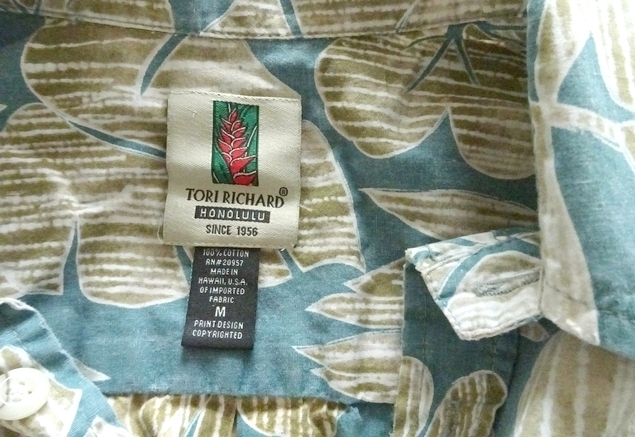 TORI RICHARD®
HONOLULU
SINCE 1956
100% COTTON
RN#20957
MADE IN
HAWAII, U.S.A.
OF IMPORTED
FABRIC
M
PRINT DESIGN
COPYRIGHTED